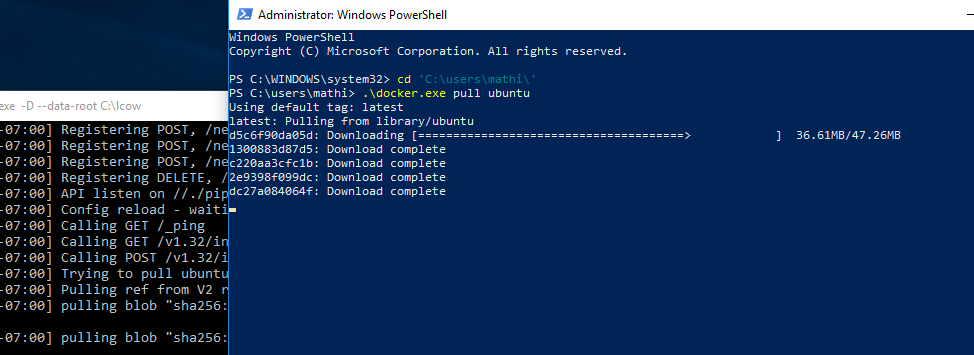 Administrator: Windows PowerShell
Windows PowerShell
Copyright (C) Microsoft Corporation. All rights reserved.
PS C:\WINDOWS\system32> cd 'C:\users\mathi\'
PS C:\users\mathi> .\docker.exe pull ubuntu
Using default tag: latest
latest: Pulling from library/ubuntu
d5c6f90da05d: Downloading [======================================>            ]  36.61MB/47.26MB
1300883d87d5: Download complete
c220aa3cfc1b: Download complete
2e9398f099dc: Download complete
dc27a084064f: Download complete
exe -D --data-root C:\lcow
-07:00] Registering POST, /ne
-07:00] Registering POST, /ne
-07:00] Registering POST, /ne
-07:00] Registering DELETE, /
-07:00] API listen on //./pip
-07:00] Config reload - waiti
-07:00] Calling GET /_ping
-07:00] Calling GET /v1.32/in
-07:00] Calling POST /v1.32/i
-07:00] Trying to pull ubuntu
-07:00] Pulling ref from V2 r
-07:00] pulling blob "sha256:
-07:00] pulling blob "sha256: